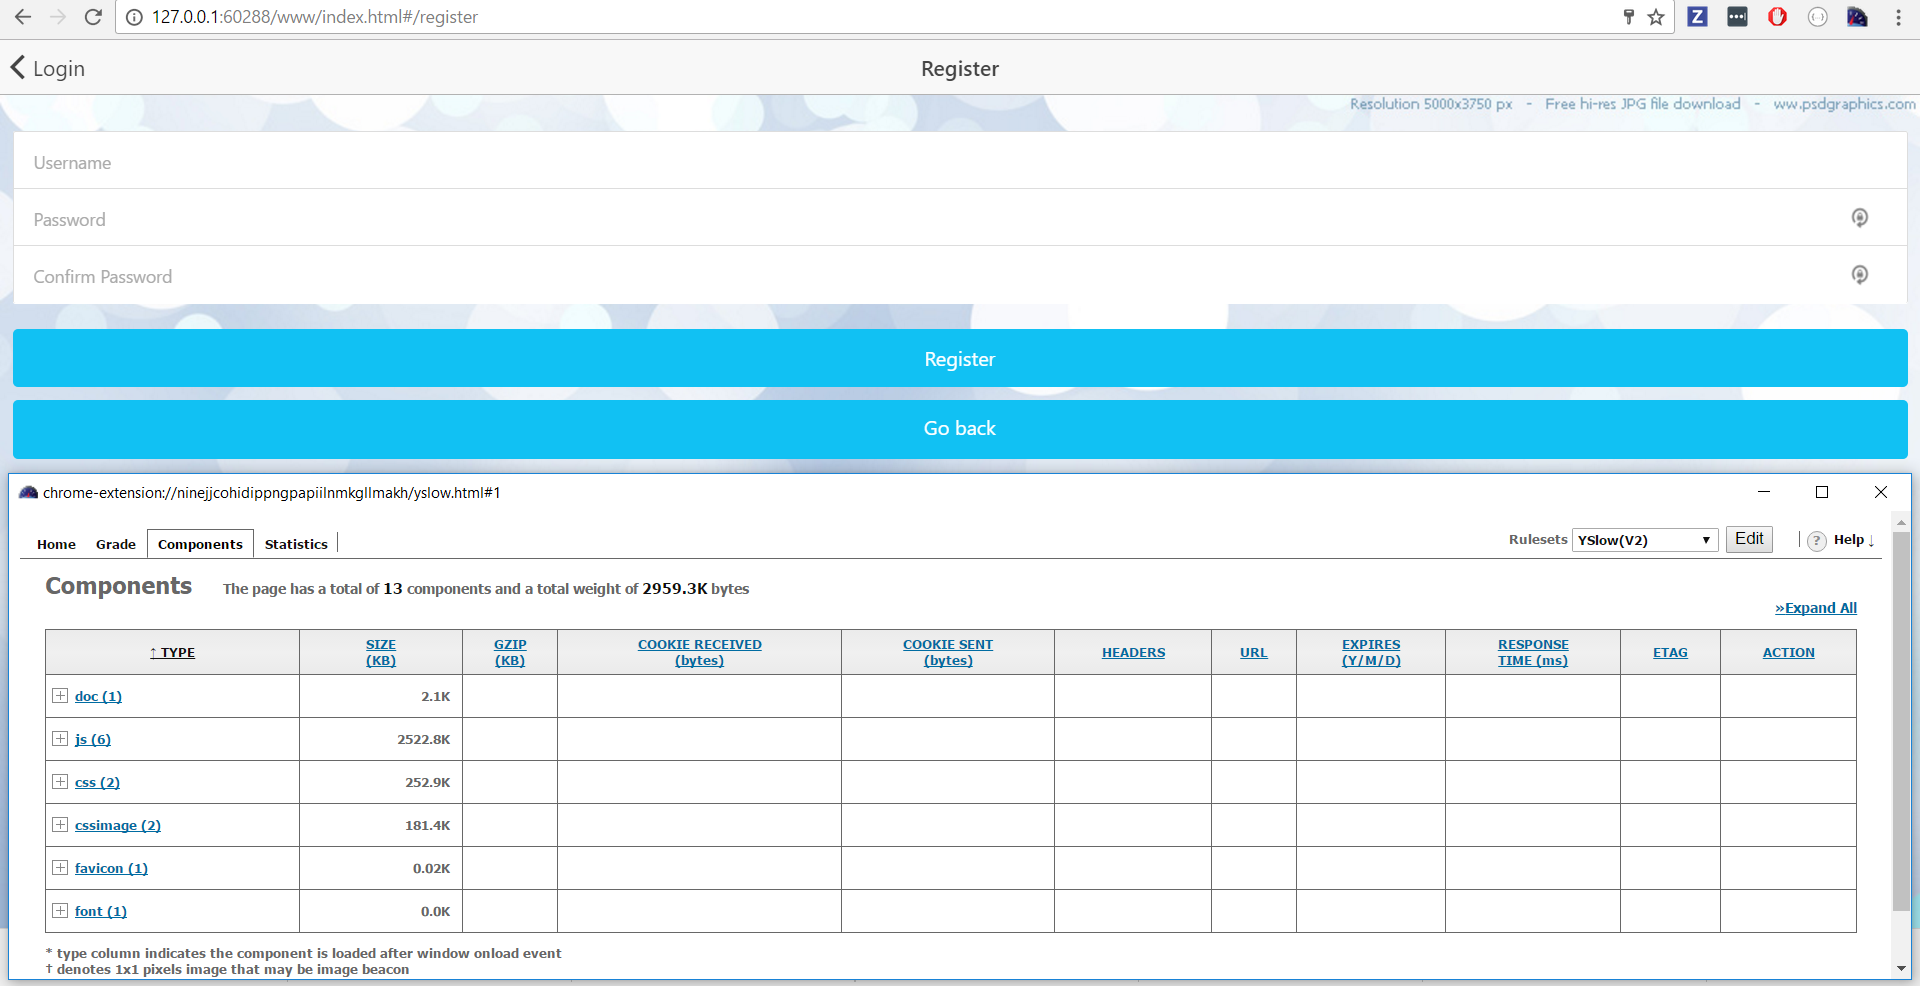 127.0.0.1:60288/www/index.html#/register
Z
Login
Register
Resolution 5000x3750 px - Free hi-res JPG file download - ww.psdgraphics.com
Username
Password
Confirm Password
Register
Go back
chrome-extension://ninejjcohidippngpapiilnmkgllmakh/yslow.html#1
Home Grade Components Statistics Rulesets YSlow(V2) Edit ? Help ↓
Components The page has a total of 13 components and a total weight of 2959.3K bytes
»Expand All
↑ TYPE SIZE (KB) GZIP (KB) COOKIE RECEIVED (bytes) COOKIE SENT (bytes) HEADERS URL EXPIRES (Y/M/D) RESPONSE TIME (ms) ETAG ACTION
doc (1) 2.1K
js (6) 2522.8K
css (2) 252.9K
cssimage (2) 181.4K
favicon (1) 0.02K
font (1) 0.0K
* type column indicates the component is loaded after window onload event
† denotes 1x1 pixels image that may be image beacon